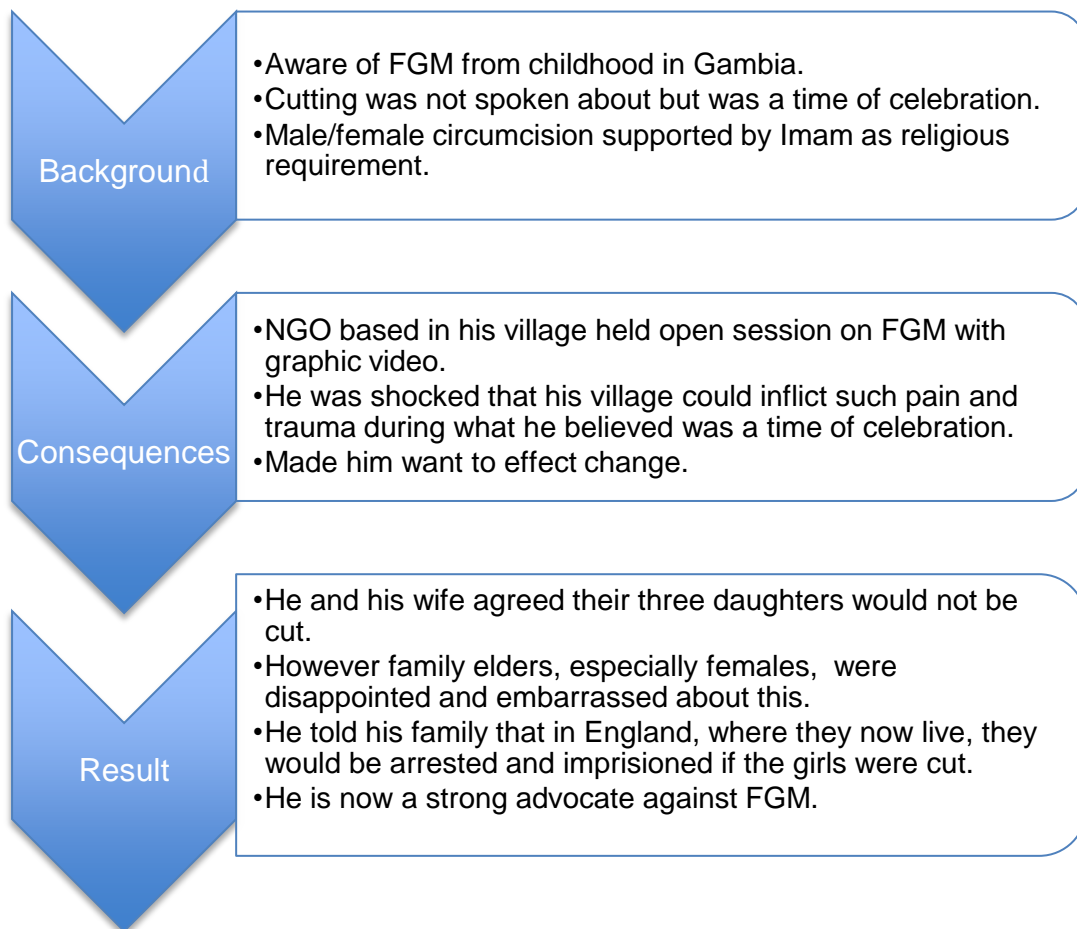 Background
•Aware of FGM from childhood in Gambia.
•Cutting was not spoken about but was a time of celebration.
•Male/female circumcision supported by Imam as religious
requirement.
Consequences
•NGO based in his village held open session on FGM with
graphic video.
•He was shocked that his village could inflict such pain and
trauma during what he believed was a time of celebration.
•Made him want to effect change.
Result
•He and his wife agreed their three daughters would not be
cut.
•However family elders, especially females,  were
disappointed and embarrassed about this.
•He told his family that in England, where they now live, they
would be arrested and imprisioned if the girls were cut.
•He is now a strong advocate against FGM.